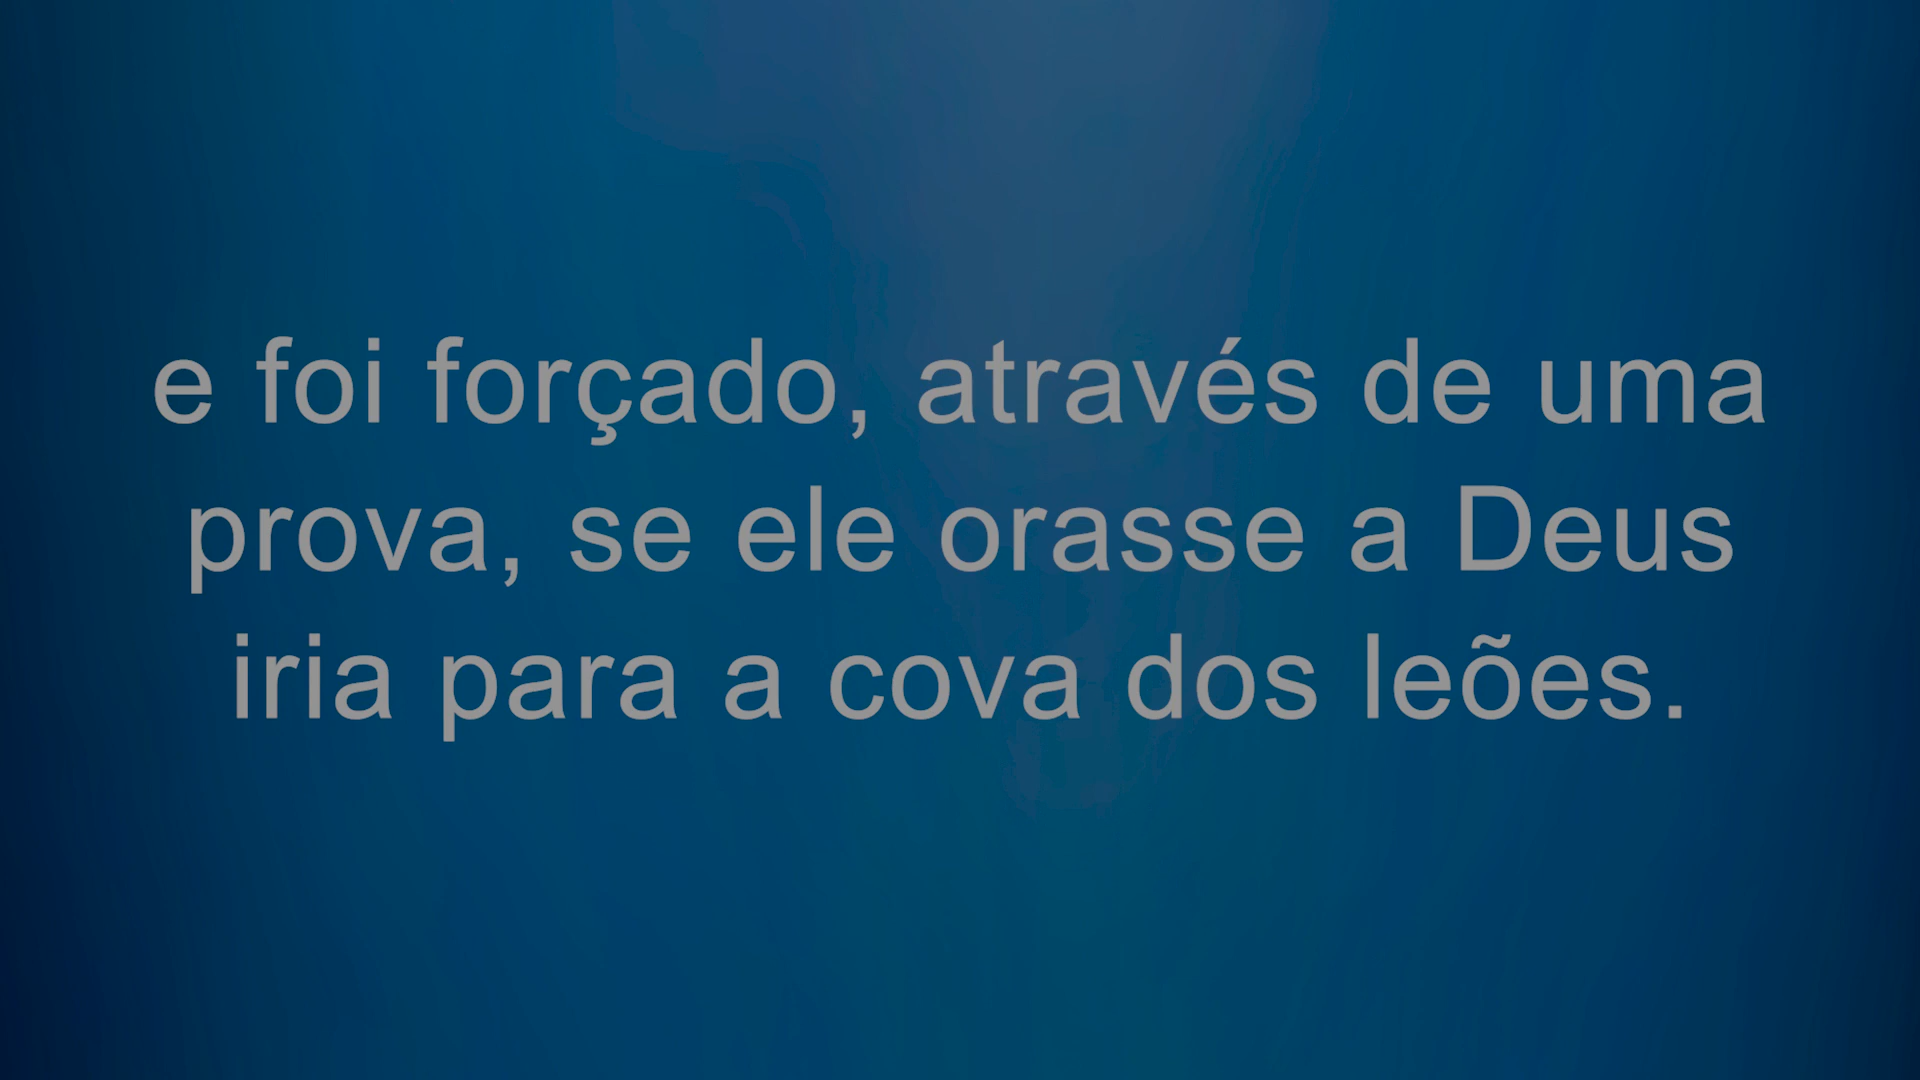 e foi forçado, através de uma
prova, se ele orasse a Deus
iria para a cova dos leões.